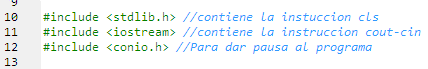 9
10 #include <stdlib.h> //contiene la instuccion cls
11 #include <iostream> //contiene la instruccion cout-cin
12 #include <conio.h> //Para dar pausa al programa
13